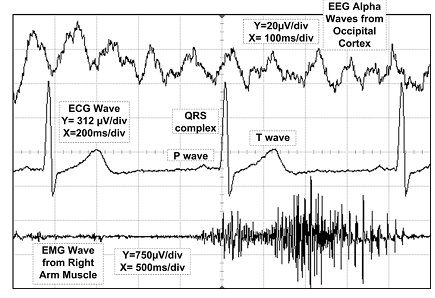 EEG Alpha
Waves from
Occipital
Cortex
Y=20µV/div
X= 100ms/div
ECG Wave
Y= 312 µV/div
X=200ms/div
QRS
complex
P wave
T wave
EMG Wave
from Right
Arm Muscle
Y=750µV/div
X= 500ms/div